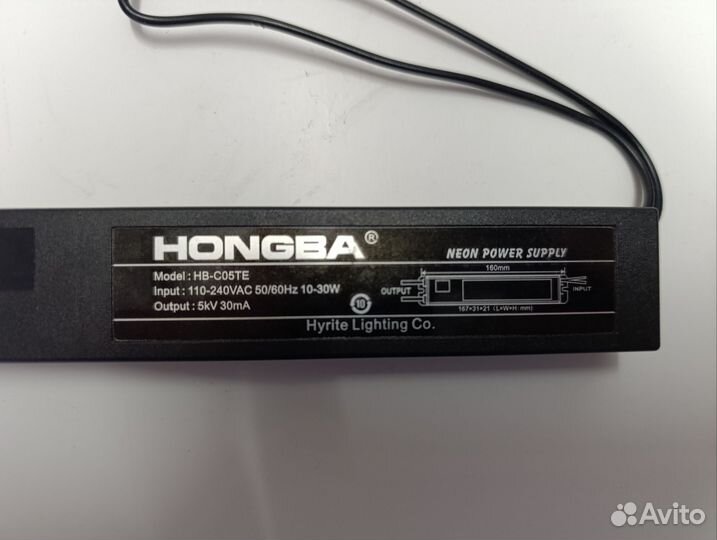 HONGBA®
NEON POWER SUPPLY
Model: HB-C05TE
Input: 110-240VAC 50/60Hz 10-30W
Output: 5kV 30mA
10
160mm
OUTPUT
INPUT
167×31×21 (L×W×H: mm)
Hyrite Lighting Co.
Avito